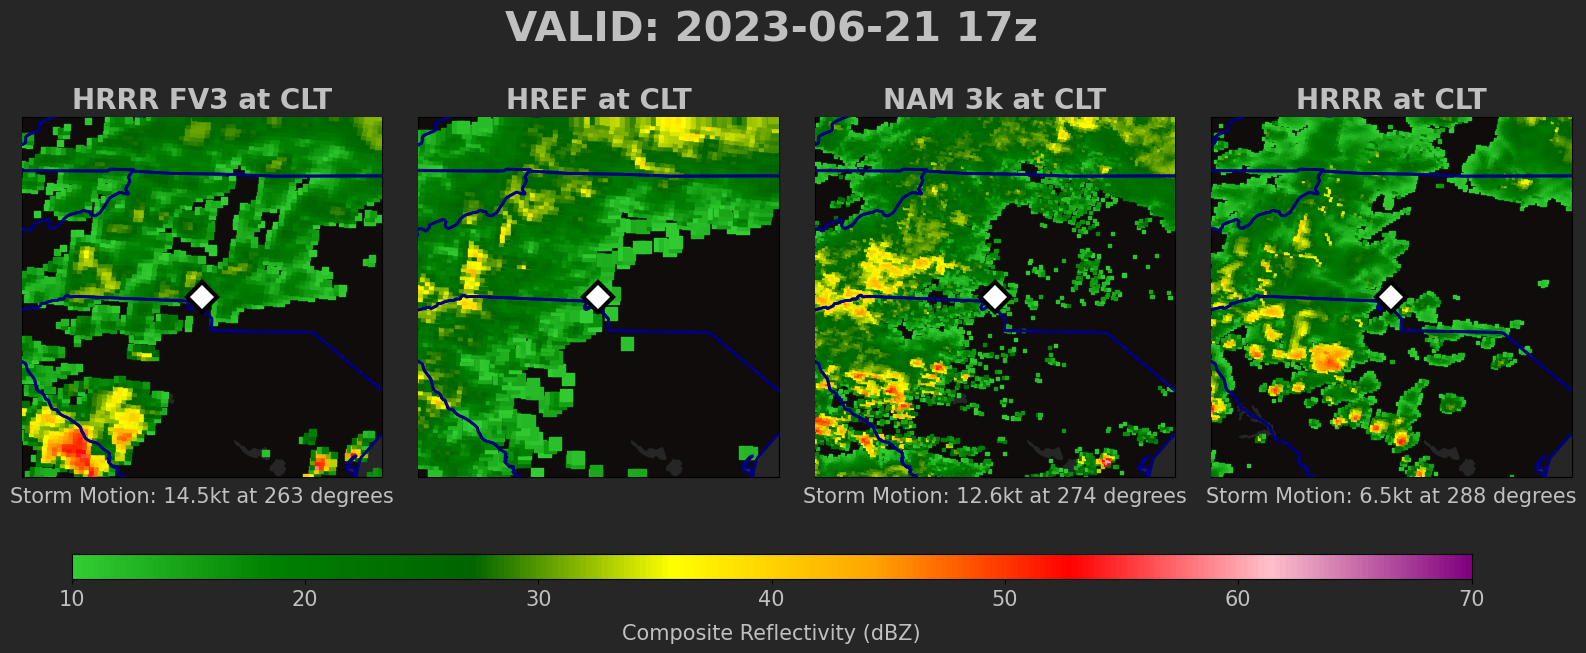 VALID: 2023-06-21 17z
HRRR FV3 at CLT
HREF at CLT
NAM 3k at CLT
HRRR at CLT
Storm Motion: 14.5kt at 263 degrees
Storm Motion: 12.6kt at 274 degrees
Storm Motion: 6.5kt at 288 degrees
10 20 30 40 50 60 70
Composite Reflectivity (dBZ)